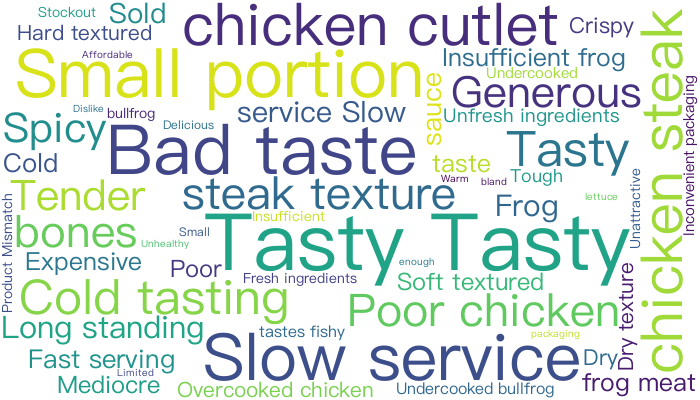 Stockout
Sold
chicken cutlet
Crispy
Hard textured
Affordable
Small portion
Insufficient frog
Undercooked
Generous
chicken steak
Dislike
bullfrog
service Slow
sauce
Unfresh ingredients
Inconvenient packaging
Spicy
Delicious
Bad taste
Tasty
Cold
taste
Warm
bland
Tough
Tender
steak texture
Frog
lettuce
Unattractive
Product Mismatch
bones
Small
Insufficient
Tasty Tasty
Unhealthy
Expensive
Poor
enough
Fresh ingredients
Soft textured
Dry texture
Cold tasting
Poor chicken
Long standing
tastes fishy
packaging
Slow service
Dry
Fast serving
Limited
frog meat
Mediocre
Overcooked chicken
Undercooked bullfrog